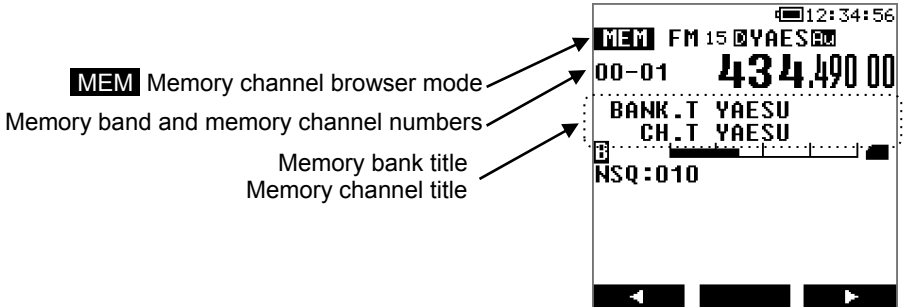 12:34:56
MEM FM 15 D YAES Au
MEM Memory channel browser mode
00-01 434.490 00
Memory band and memory channel numbers
BANK.T YAESU
CH.T YAESU
Memory bank title
Memory channel title
NSQ:010